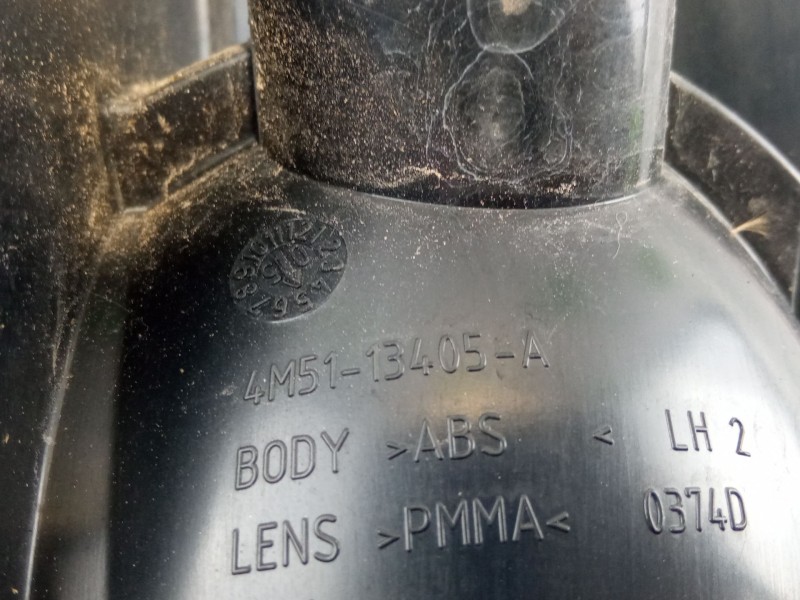 4M51-13405-A
BODY >ABS < LH 2
LENS >PMMA< 0374D